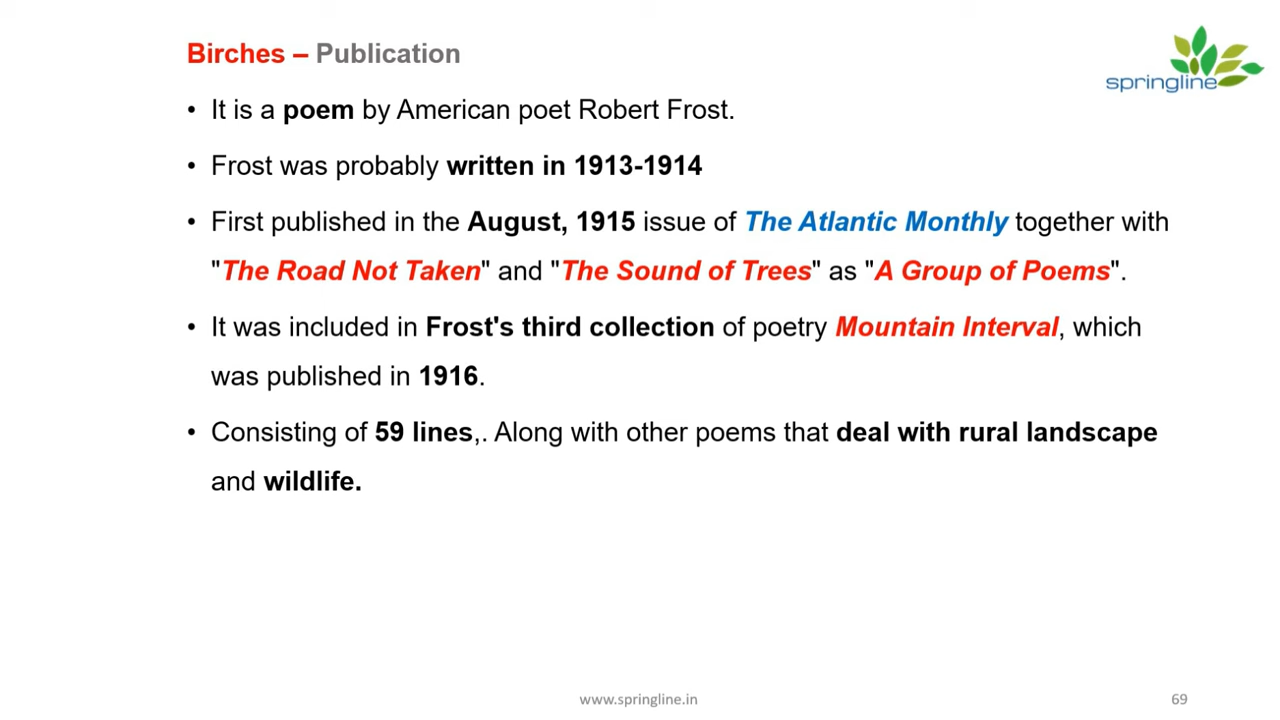 Birches – Publication
springline
• It is a poem by American poet Robert Frost.
• Frost was probably written in 1913-1914
• First published in the August, 1915 issue of The Atlantic Monthly together with
"The Road Not Taken" and "The Sound of Trees" as "A Group of Poems".
• It was included in Frost's third collection of poetry Mountain Interval, which
was published in 1916.
• Consisting of 59 lines,. Along with other poems that deal with rural landscape
and wildlife.
www.springline.in
69